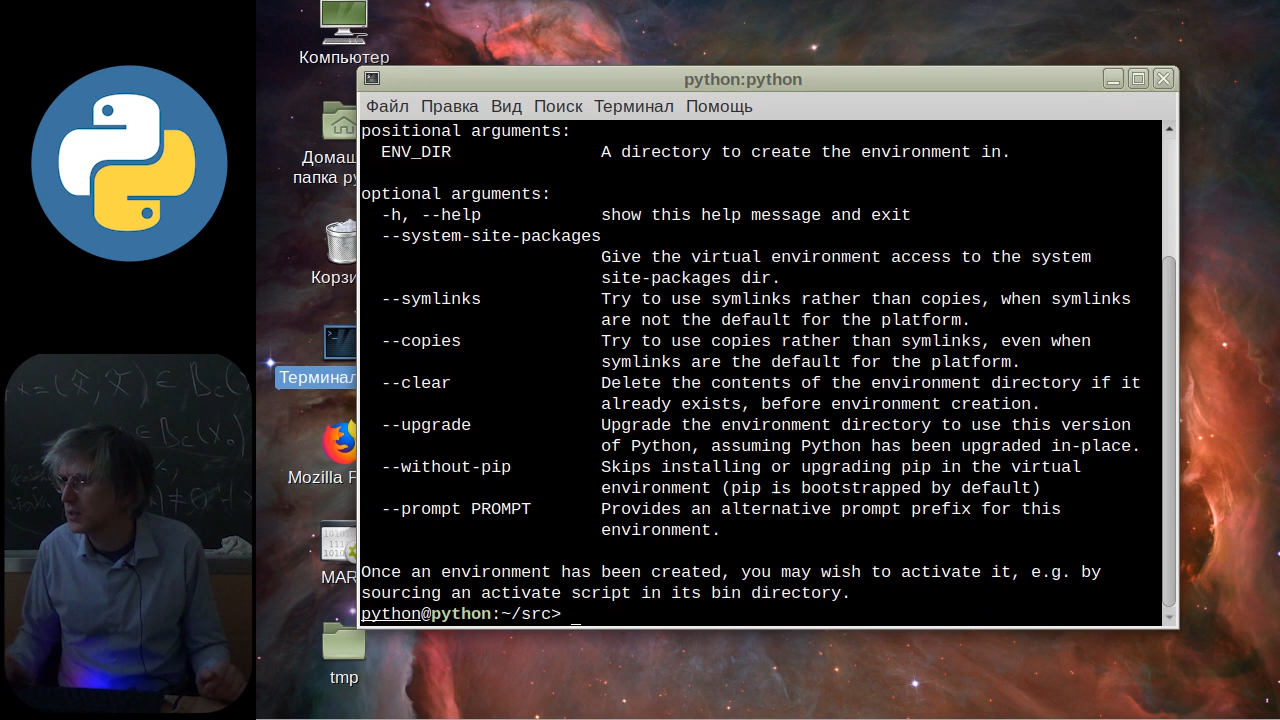 Компьютер
python:python
Файл Правка Вид Поиск Терминал Помощь
positional arguments:
ENV_DIR A directory to create the environment in.
optional arguments:
-h, --help show this help message and exit
--system-site-packages
Give the virtual environment access to the system
site-packages dir.
--symlinks Try to use symlinks rather than copies, when symlinks
are not the default for the platform.
--copies Try to use copies rather than symlinks, even when
symlinks are the default for the platform.
--clear Delete the contents of the environment directory if it
already exists, before environment creation.
--upgrade Upgrade the environment directory to use this version
of Python, assuming Python has been upgraded in-place.
--without-pip Skips installing or upgrading pip in the virtual
environment (pip is bootstrapped by default)
--prompt PROMPT Provides an alternative prompt prefix for this
environment.
Once an environment has been created, you may wish to activate it, e.g. by
sourcing an activate script in its bin directory.
python@python:~/src>
Домаш
папка py
Корзи
Терминал
Mozilla F
MAR
tmp